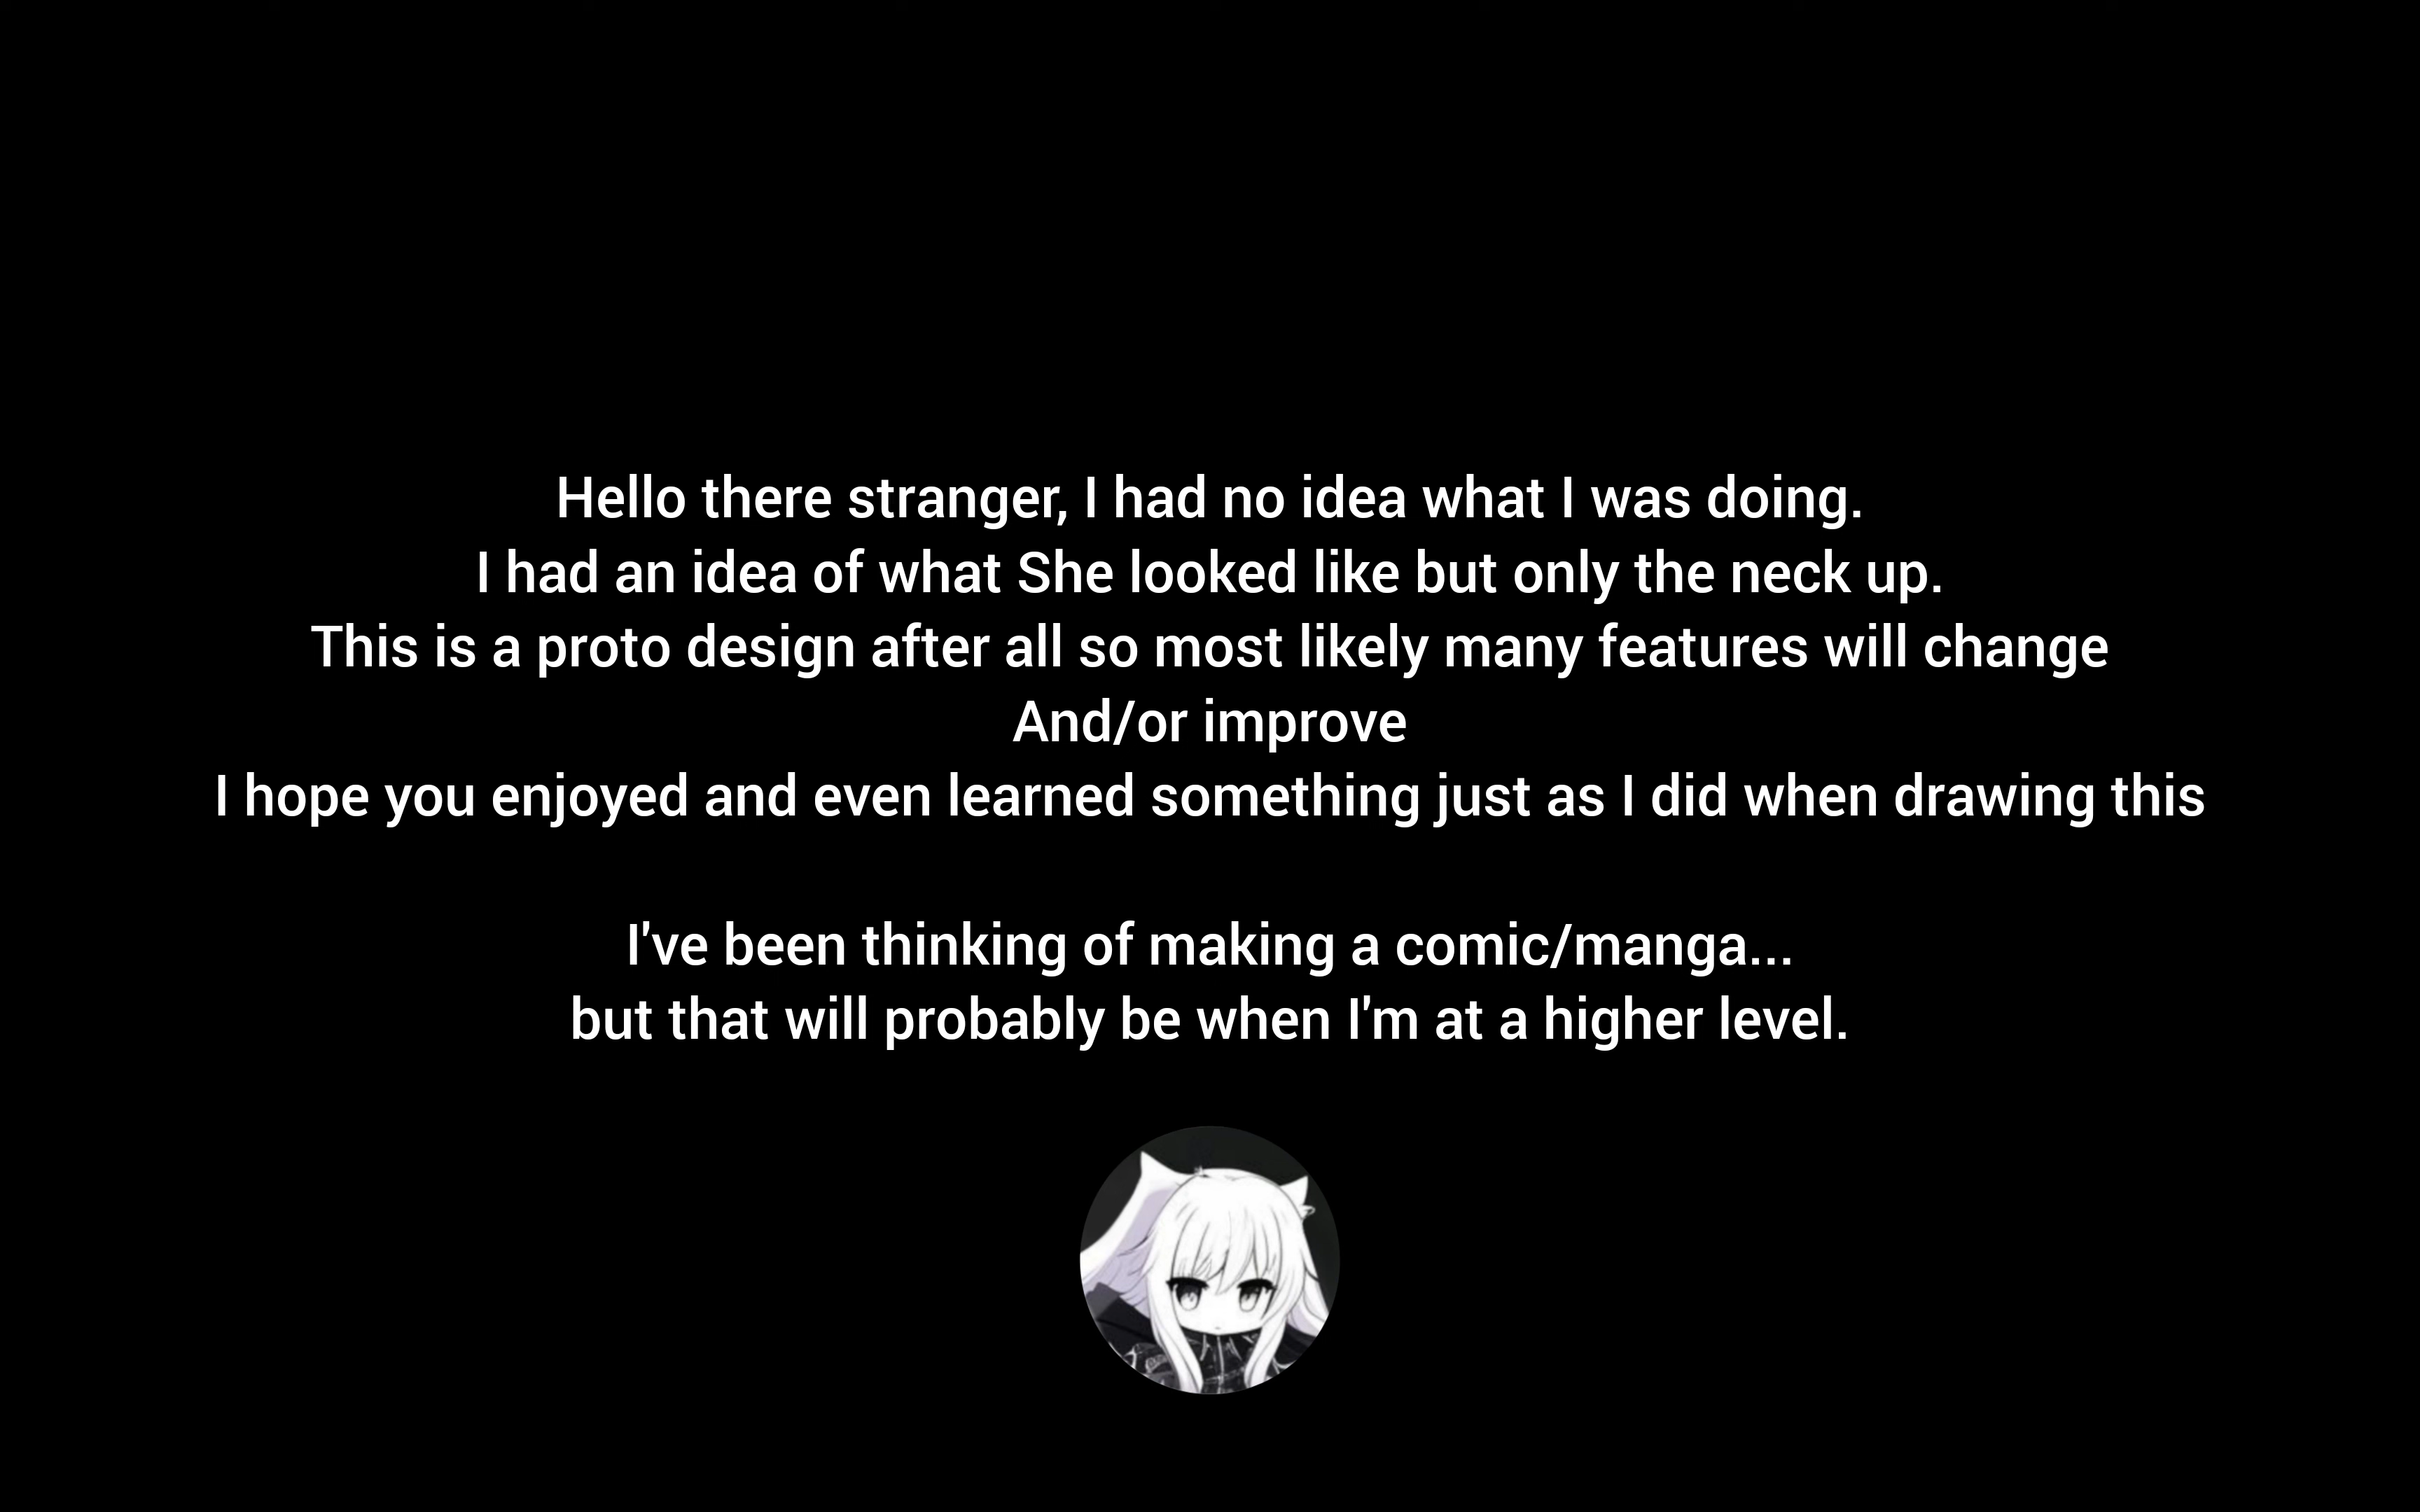 Hello there stranger, I had no idea what I was doing.
I had an idea of what She looked like but only the neck up.
This is a proto design after all so most likely many features will change
And/or improve
I hope you enjoyed and even learned something just as I did when drawing this
I've been thinking of making a comic/manga...
but that will probably be when I'm at a higher level.